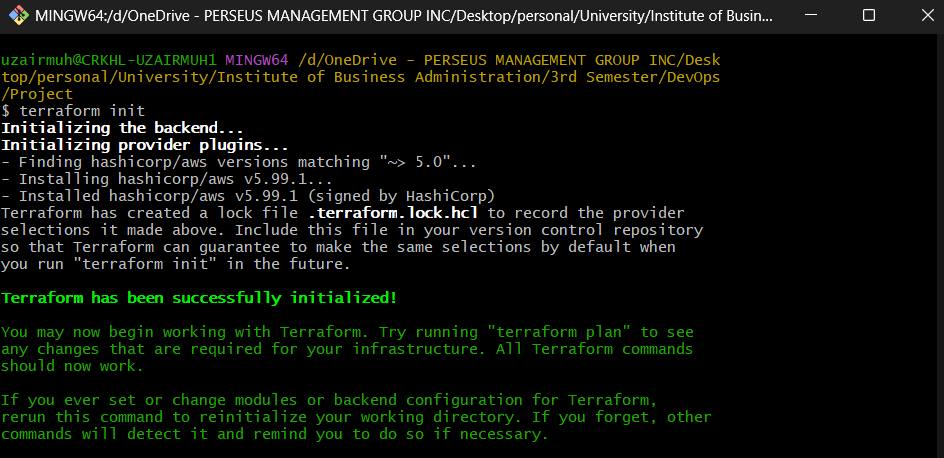 MINGW64:/d/OneDrive - PERSEUS MANAGEMENT GROUP INC/Desktop/personal/University/Institute of Busin...
uzairmuh@CRKHL-UZAIRMUH1 MINGW64 /d/OneDrive - PERSEUS MANAGEMENT GROUP INC/Desk
top/personal/University/Institute of Business Administration/3rd Semester/DevOps
/Project
$ terraform init
Initializing the backend...
Initializing provider plugins...
- Finding hashicorp/aws versions matching "~> 5.0"...
- Installing hashicorp/aws v5.99.1...
- Installed hashicorp/aws v5.99.1 (signed by HashiCorp)
Terraform has created a lock file .terraform.lock.hcl to record the provider
selections it made above. Include this file in your version control repository
so that Terraform can guarantee to make the same selections by default when
you run "terraform init" in the future.
Terraform has been successfully initialized!
You may now begin working with Terraform. Try running "terraform plan" to see
any changes that are required for your infrastructure. All Terraform commands
should now work.
If you ever set or change modules or backend configuration for Terraform,
rerun this command to reinitialize your working directory. If you forget, other
commands will detect it and remind you to do so if necessary.